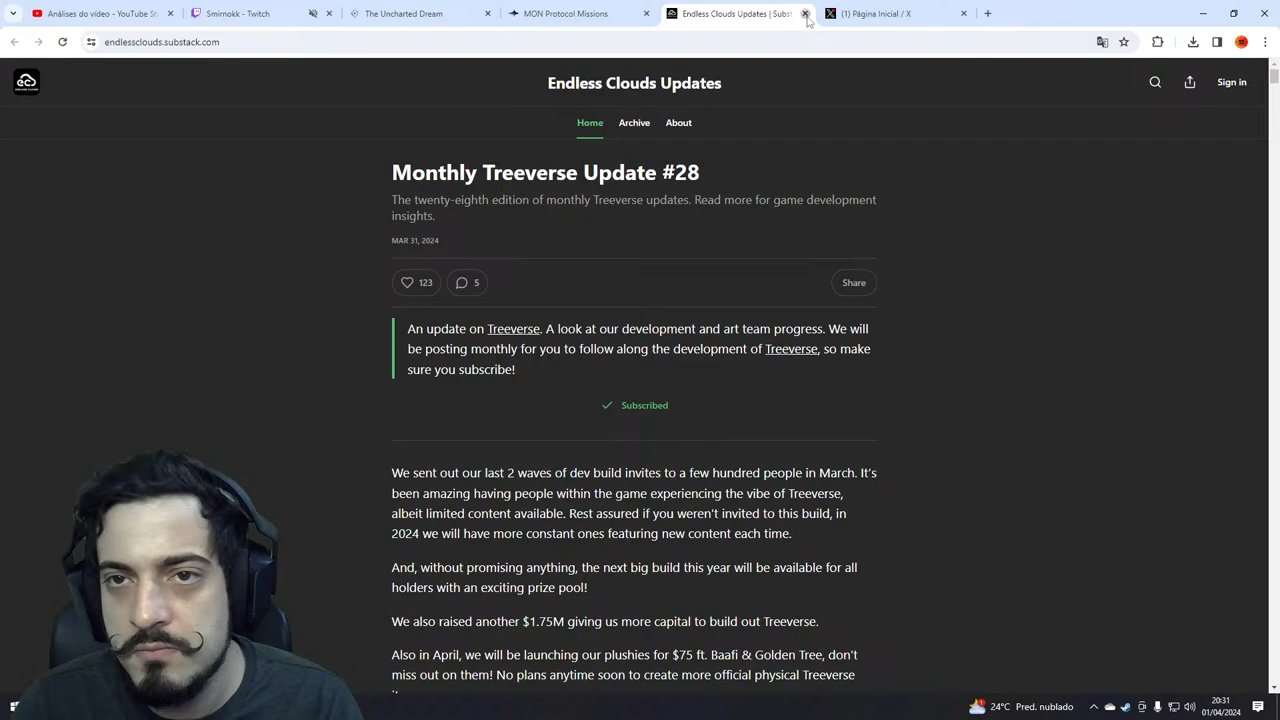 Análises do vídeo - YouTube St
Smirnokk - Twitch
The Uncharted Dream
MON Protocol Missions
Endless Clouds Updates | Subst
(1) Página Inicial / X
endlessclouds.substack.com
ENDLESS CLOUDS
Endless Clouds Updates
Sign in
Home
Archive
About
Monthly Treeverse Update #28
The twenty-eighth edition of monthly Treeverse updates. Read more for game development
insights.
MAR 31, 2024
123
5
Share
An update on Treeverse. A look at our development and art team progress. We will
be posting monthly for you to follow along the development of Treeverse, so make
sure you subscribe!
Subscribed
We sent out our last 2 waves of dev build invites to a few hundred people in March. It's
been amazing having people within the game experiencing the vibe of Treeverse,
albeit limited content available. Rest assured if you weren't invited to this build, in
2024 we will have more constant ones featuring new content each time.
And, without promising anything, the next big build this year will be available for all
holders with an exciting prize pool!
We also raised another $1.75M giving us more capital to build out Treeverse.
Also in April, we will be launching our plushies for $75 ft. Baafi & Golden Tree, don't
miss out on them! No plans anytime soon to create more official physical Treeverse
24°C Pred. nublado
20:31
01/04/2024